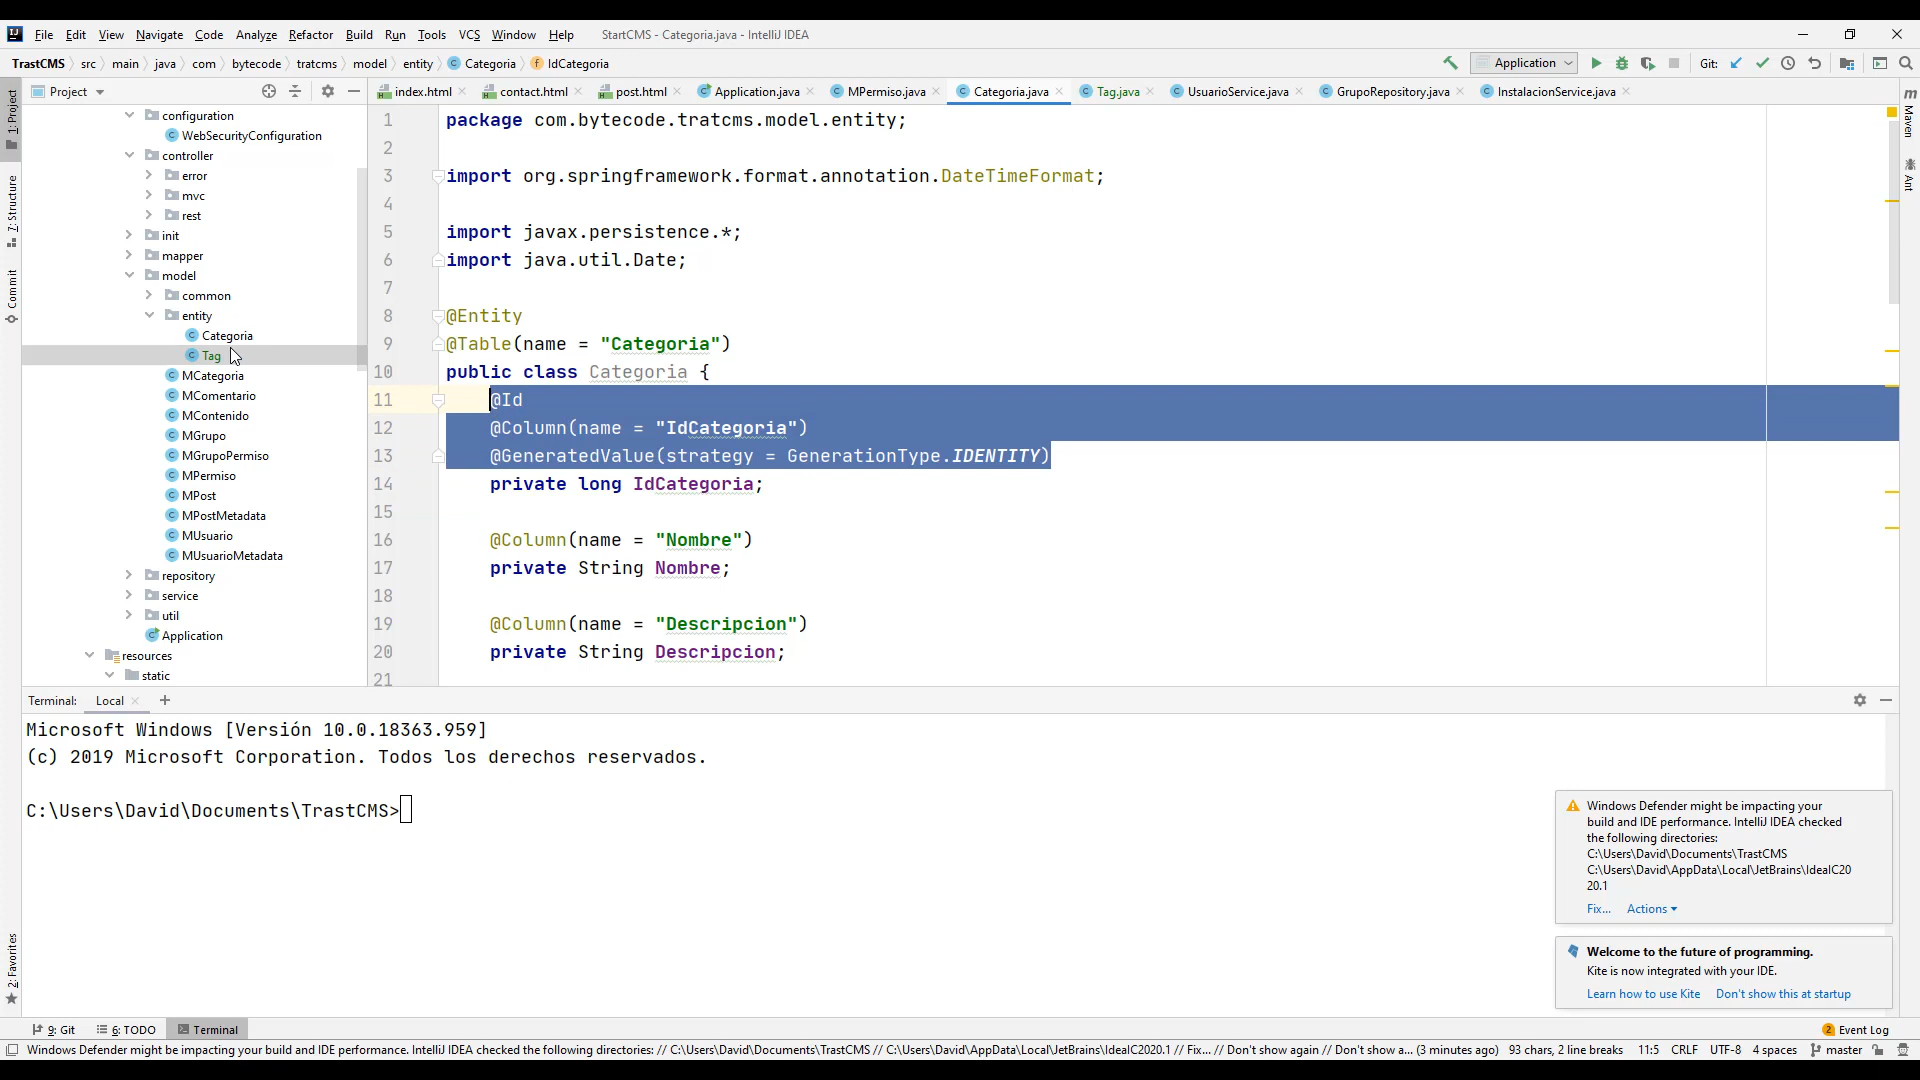 File Edit View Navigate Code Analyze Refactor Build Run Tools VCS Window Help StartCMS - Categoria.java - IntelliJ IDEA
TrastCMS src main java com bytecode tratcms model entity Categoria IdCategoria Application Git:
Project index.html contact.html post.html Application.java MPermiso.java Categoria.java Tag.java UsuarioService.java GrupoRepository.java InstalacionService.java
1: Project
7: Structure
Commit
2: Favorites
Maven
Ant
configuration
WebSecurityConfiguration
controller
error
mvc
rest
init
mapper
model
common
entity
Categoria
Tag
MCategoria
MComentario
MContenido
MGrupo
MGrupoPermiso
MPermiso
MPost
MPostMetadata
MUsuario
MUsuarioMetadata
repository
service
util
Application
resources
static
1 package com.bytecode.tratcms.model.entity;
2
3 import org.springframework.format.annotation.DateTimeFormat;
4
5 import javax.persistence.*;
6 import java.util.Date;
7
8 @Entity
9 @Table(name = "Categoria")
10 public class Categoria {
11 @Id
12 @Column(name = "IdCategoria")
13 @GeneratedValue(strategy = GenerationType.IDENTITY)
14 private long IdCategoria;
15
16 @Column(name = "Nombre")
17 private String Nombre;
18
19 @Column(name = "Descripcion")
20 private String Descripcion;
21
Terminal: Local
Microsoft Windows [Versión 10.0.18363.959]
(c) 2019 Microsoft Corporation. Todos los derechos reservados.
C:\Users\David\Documents\TrastCMS>
Windows Defender might be impacting your
build and IDE performance. IntelliJ IDEA checked
the following directories:
C:\Users\David\Documents\TrastCMS
C:\Users\David\AppData\Local\JetBrains\IdeaIC20
20.1
Fix... Actions
Welcome to the future of programming.
Kite is now integrated with your IDE.
Learn how to use Kite Don't show this at startup
9: Git 6: TODO Terminal 2 Event Log
Windows Defender might be impacting your build and IDE performance. IntelliJ IDEA checked the following directories: // C:\Users\David\Documents\TrastCMS // C:\Users\David\AppData\Local\JetBrains\IdeaIC2020.1 // Fix... // Don't show again // Don't show a... (3 minutes ago) 93 chars, 2 line breaks 11:5 CRLF UTF-8 4 spaces master